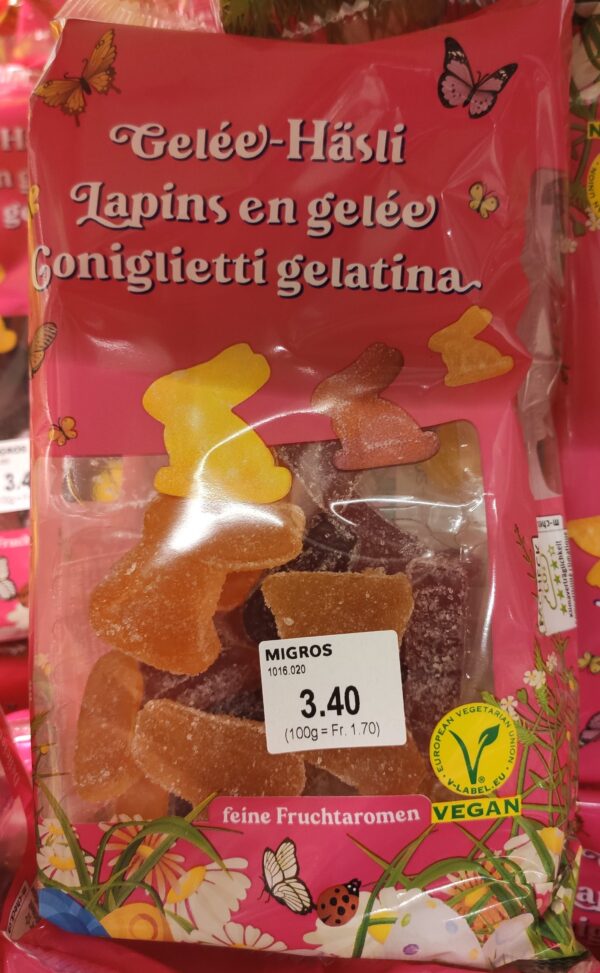 Gelée-Häsli
Lapins en gelée
Coniglietti gelatina
MIGROS
1016.020
3.40
(100g = Fr. 1.70)
EUROPEAN VEGETARIAN UNION
V-LABEL.EU
VEGAN
feine Fruchtaromen